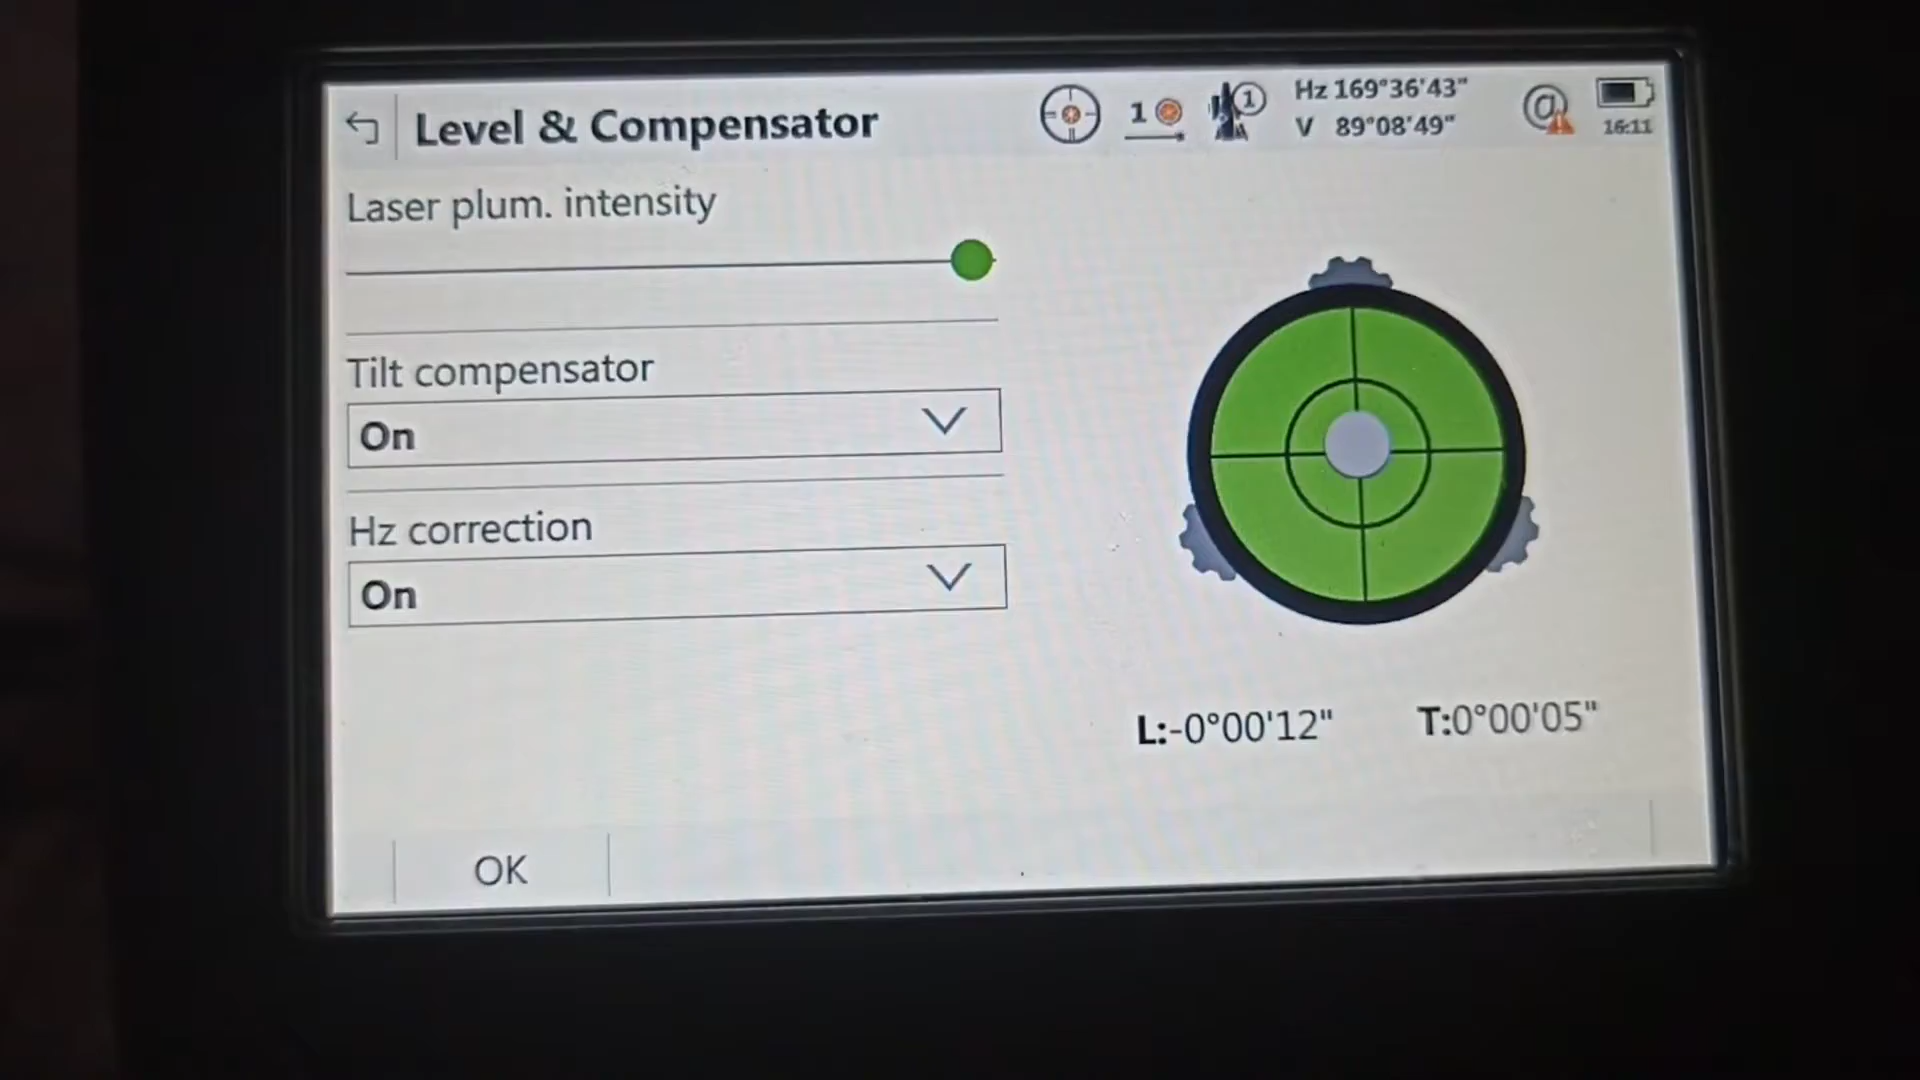 Level & Compensator
1
1
Hz 169°36'43"
V 89°08'49"
@
16:11
Laser plum. intensity
Tilt compensator
On
Hz correction
On
L:-0°00'12"
T:0°00'05"
OK